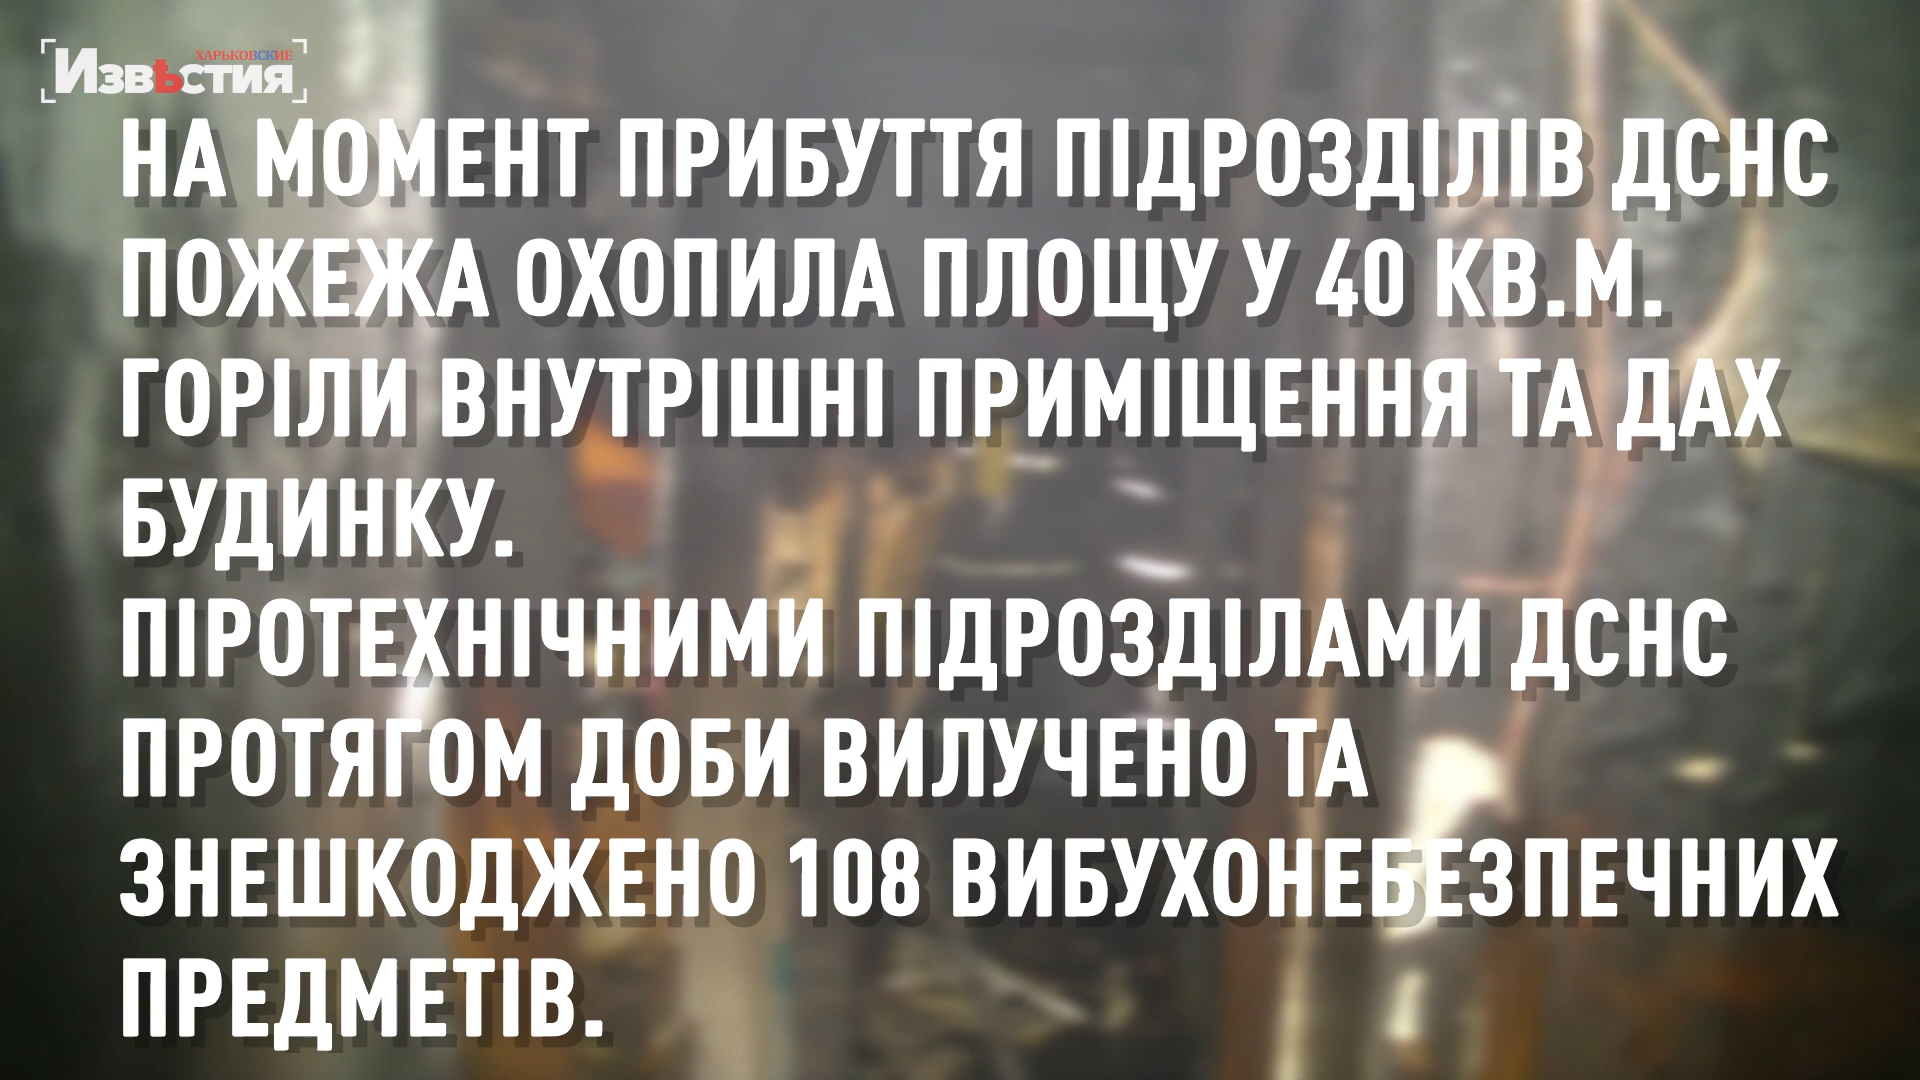 ХАРЬКОВСКИЕ
ИЗВѢСТИЯ
НА МОМЕНТ ПРИБУТТЯ ПІДРОЗДІЛІВ ДСНС
ПОЖЕЖА ОХОПИЛА ПЛОЩУ У 40 КВ.М.
ГОРІЛИ ВНУТРІШНІ ПРИМІЩЕННЯ ТА ДАХ
БУДИНКУ.
ПІРОТЕХНІЧНИМИ ПІДРОЗДІЛАМИ ДСНС
ПРОТЯГОМ ДОБИ ВИЛУЧЕНО ТА
ЗНЕШКОДЖЕНО 108 ВИБУХОНЕБЕЗПЕЧНИХ
ПРЕДМЕТІВ.